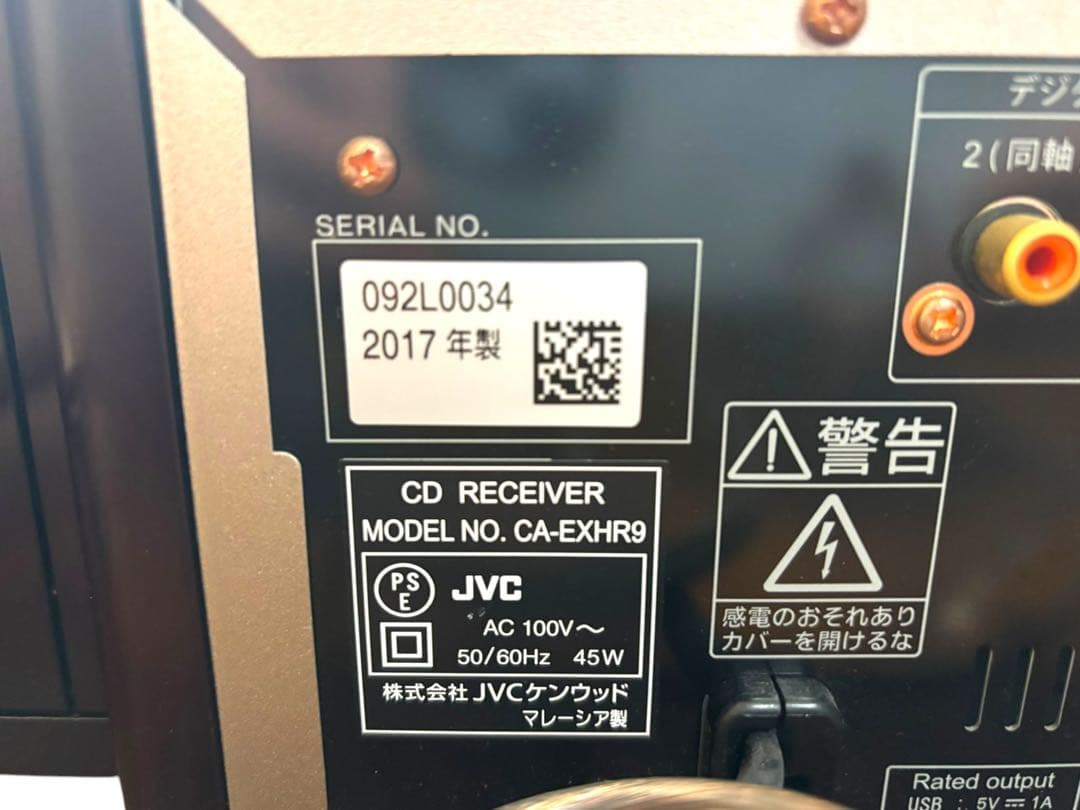 SERIAL NO.
092L0034
2017 年製
CD RECEIVER
MODEL NO. CA-EXHR9
PS
E
JVC
AC 100V～
50/60Hz 45W
株式会社 JVCケンウッド
マレーシア製
2 (同軸
警告
感電のおそれあり
カバーを開けるな
Rated output
USB : 5V⎓1A